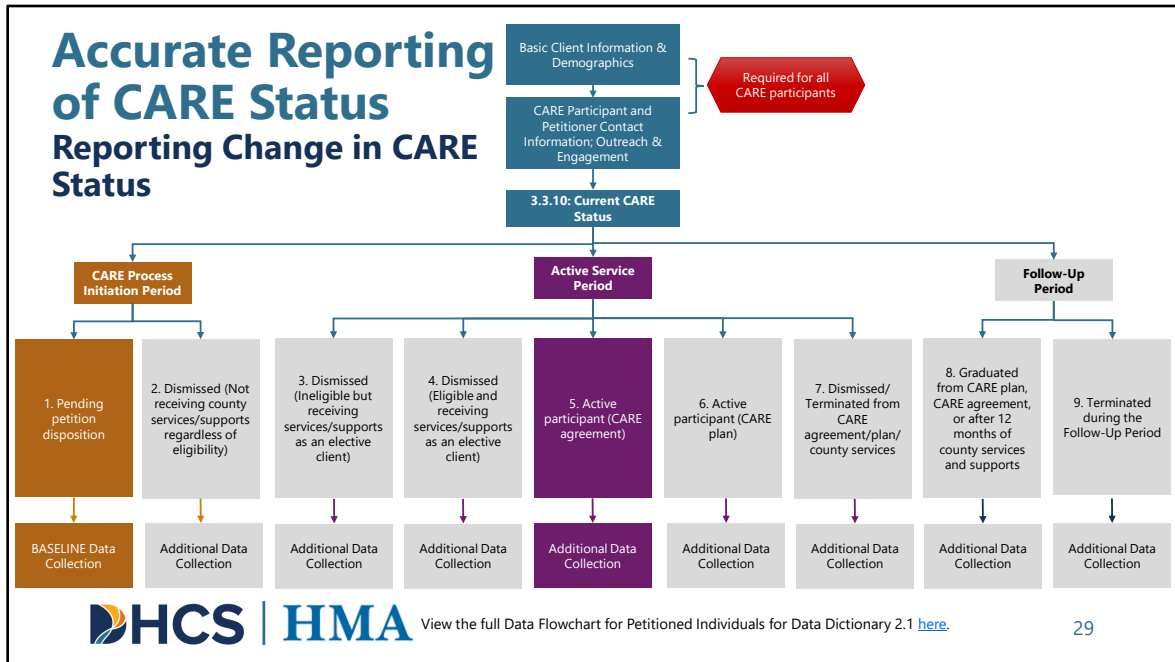 Accurate Reporting
of CARE Status
Reporting Change in CARE
Status
Basic Client Information &
Demographics
Required for all
CARE participants
CARE Participant and
Petitioner Contact
Information; Outreach &
Engagement
3.3.10: Current CARE
Status
CARE Process
Initiation Period
Active Service
Period
Follow-Up
Period
1. Pending
petition
disposition
2. Dismissed (Not
receiving county
services/supports
regardless of
eligibility)
3. Dismissed
(Ineligible but
receiving
services/supports
as an elective
client)
4. Dismissed
(Eligible and
receiving
services/supports
as an elective
client)
5. Active
participant (CARE
agreement)
6. Active
participant (CARE
plan)
7. Dismissed/
Terminated from
CARE
agreement/plan/
county services
8. Graduated
from CARE plan,
CARE agreement,
or after 12
months of
county services
and supports
9. Terminated
during the
Follow-Up Period
BASELINE Data
Collection
Additional Data
Collection
Additional Data
Collection
Additional Data
Collection
Additional Data
Collection
Additional Data
Collection
Additional Data
Collection
Additional Data
Collection
Additional Data
Collection
DHCS | HMA
View the full Data Flowchart for Petitioned Individuals for Data Dictionary 2.1 here.
29